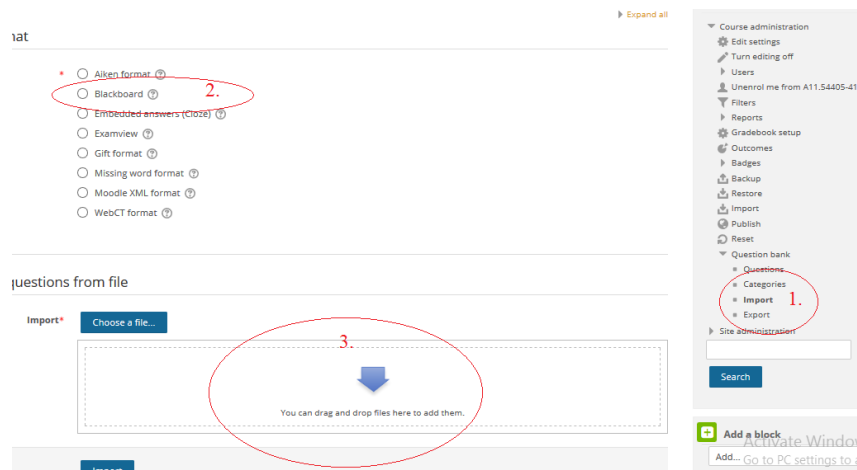 Expand all
nat
* Aiken format
Blackboard
2.
Embedded answers (Cloze)
Examview
Gift format
Missing word format
Moodle XML format
WebCT format
questions from file
Import*
Choose a file...
3.
You can drag and drop files here to add them.
Import
Course administration
Edit settings
Turn editing off
Users
Unenrol me from A11.54405-41
Filters
Reports
Gradebook setup
Outcomes
Badges
Backup
Restore
Import
Publish
Reset
Question bank
Questions
Categories
Import
1.
Export
Site administration
Search
Add a block
Activate Window
Add...
Go to PC settings to a